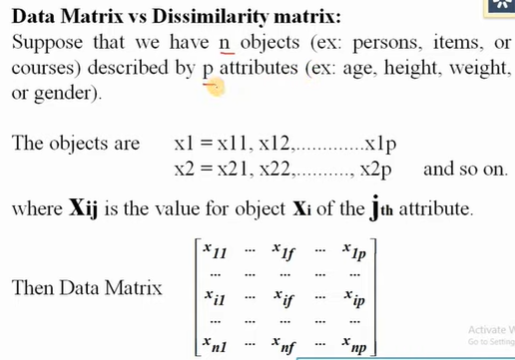 Data Matrix vs Dissimilarity matrix:
Suppose that we have n objects (ex: persons, items, or
courses) described by p attributes (ex: age, height, weight,
or gender).
The objects are x1 = x11, x12,.............x1p
x2 = x21, x22,.........., x2p and so on.
where Xij is the value for object Xi of the jth attribute.
Then Data Matrix
x11 ... x1f ... x1p
... ... ... ... ...
xi1 ... xif ... xip
... ... ... ... ...
xn1 ... xnf ... xnp
Activate W
Go to Setting